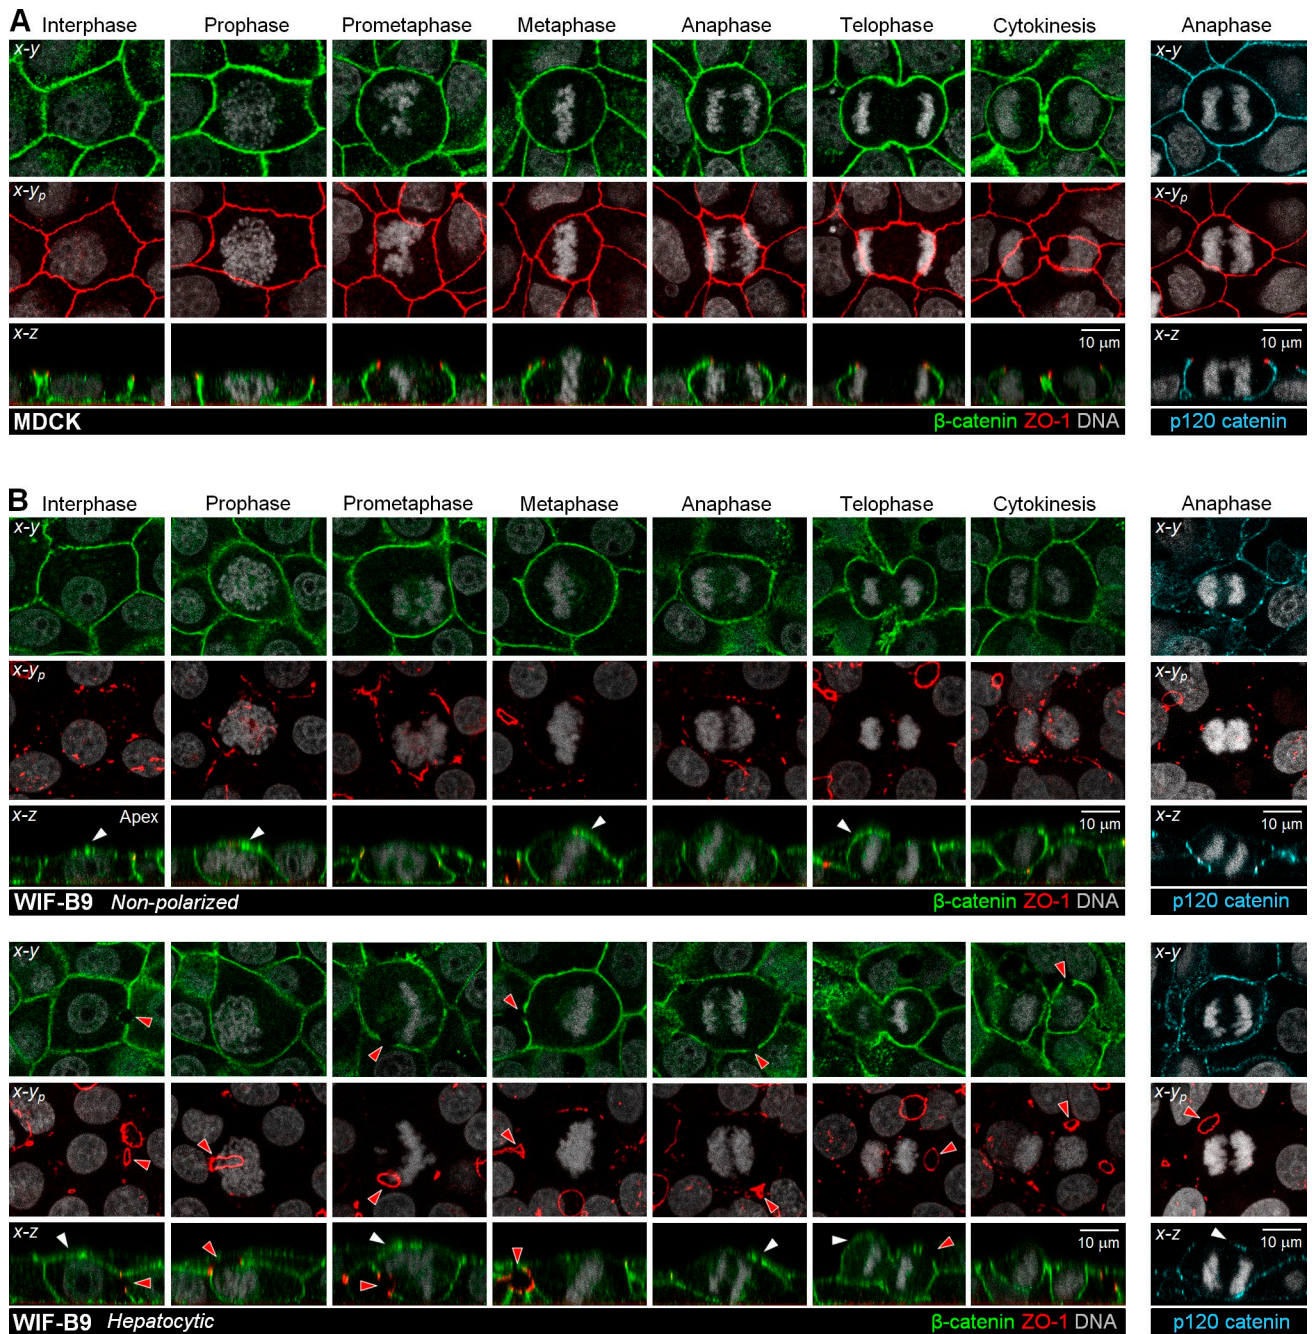 A
Interphase Prophase Prometaphase Metaphase Anaphase Telophase Cytokinesis Anaphase
x-y x-y
x-yp x-yp
x-z 10 μm x-z 10 μm
MDCK β-catenin ZO-1 DNA p120 catenin
B
Interphase Prophase Prometaphase Metaphase Anaphase Telophase Cytokinesis Anaphase
x-y x-y
x-yp x-yp
x-z Apex 10 μm x-z 10 μm
WIF-B9 Non-polarized β-catenin ZO-1 DNA p120 catenin
x-y x-y
x-yp x-yp
x-z 10 μm x-z 10 μm
WIF-B9 Hepatocytic β-catenin ZO-1 DNA p120 catenin